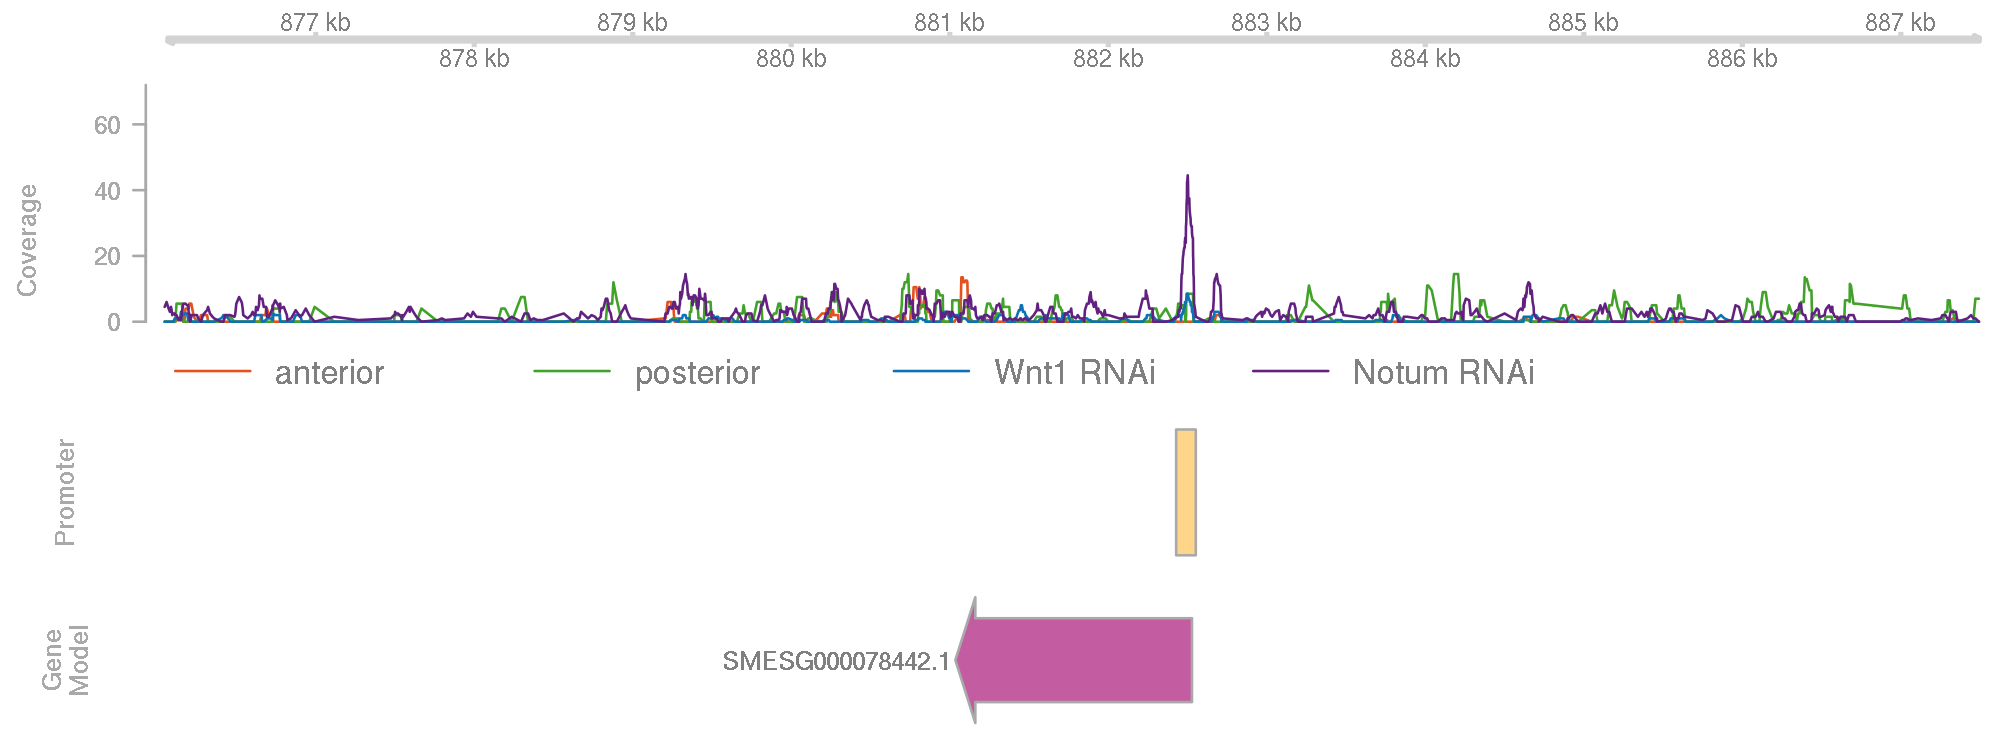 877 kb 879 kb 881 kb 883 kb 885 kb 887 kb
878 kb 880 kb 882 kb 884 kb 886 kb
Coverage
60
40
20
0
anterior posterior Wnt1 RNAi Notum RNAi
Promoter
Gene
Model
SMESG000078442.1